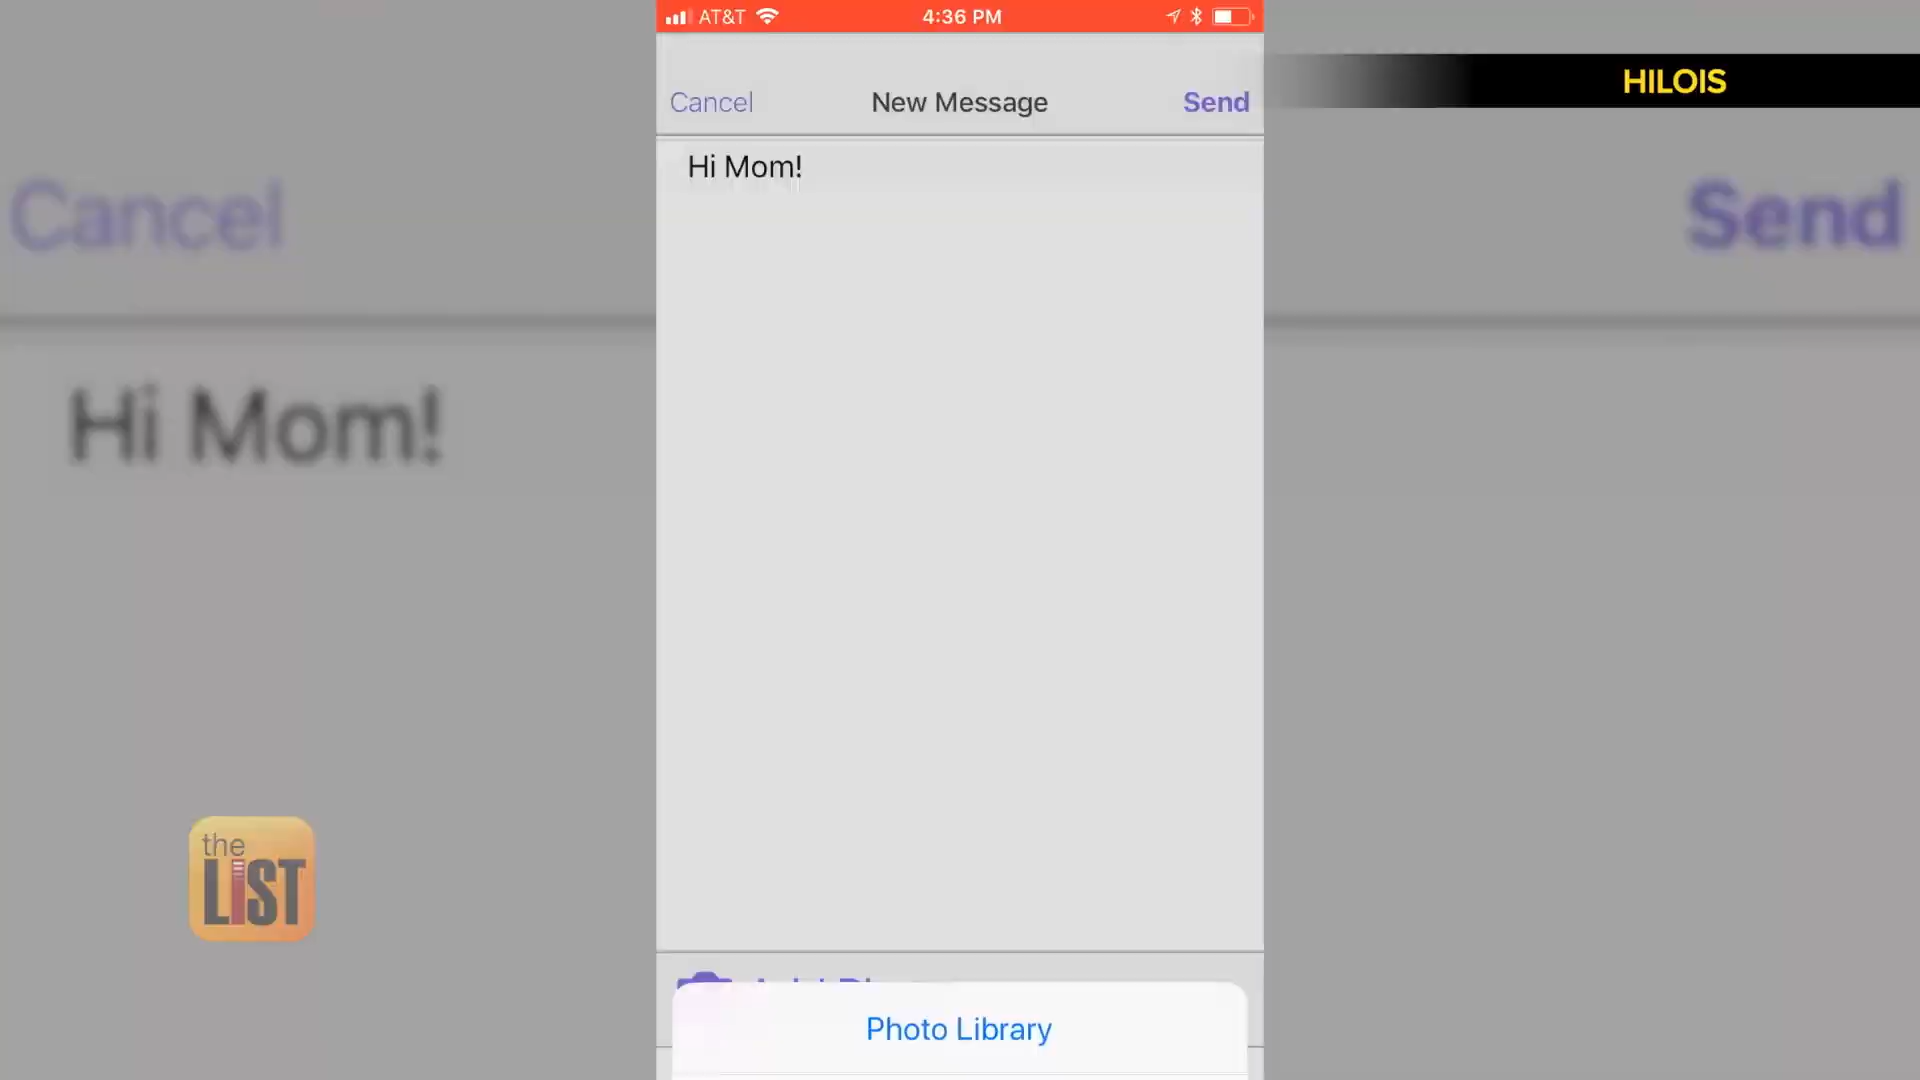 AT&T 4:36 PM
HILOIS
Cancel New Message Send
Hi Mom!
Cancel Send
Hi Mom!
the
LIST
Photo Library